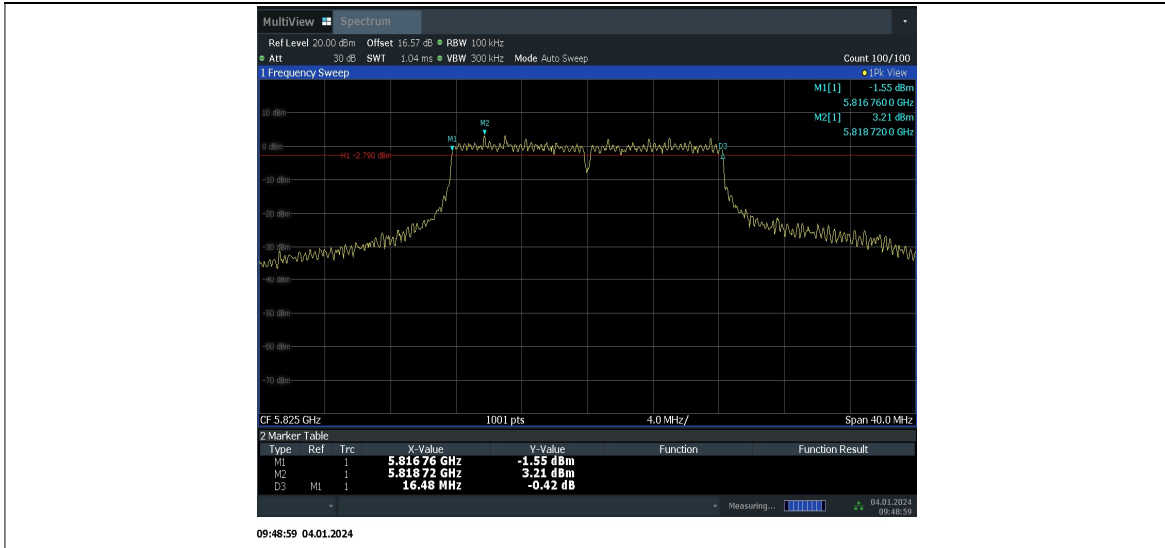 MultiView Spectrum
Ref Level 20.00 dBm Offset 16.57 dB RBW 100 kHz
Att 30 dB SWT 1.04 ms VBW 300 kHz Mode Auto Sweep Count 100/100
1 Frequency Sweep 1Pk View
M1[1] -1.55 dBm
5.816 760 0 GHz
M2[1] 3.21 dBm
5.818 720 0 GHz
10 dBm
M2
M1
0 dBm
D3
H1 -2.790 dBm
-10 dBm
-20 dBm
-30 dBm
-40 dBm
-50 dBm
-60 dBm
-70 dBm
CF 5.825 GHz 1001 pts 4.0 MHz/ Span 40.0 MHz
2 Marker Table
Type Ref Trc X-Value Y-Value Function Function Result
M1 1 5.816 76 GHz -1.55 dBm
M2 1 5.818 72 GHz 3.21 dBm
D3 M1 1 16.48 MHz -0.42 dB
Measuring... 04.01.2024
09:48:59
09:48:59 04.01.2024